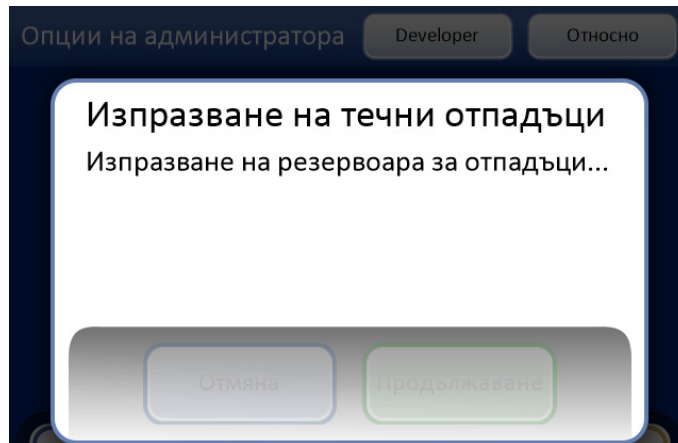 Опции на администратора Developer Относно
Изпразване на течни отпадъци
Изпразване на резервоара за отпадъци...
Отмяна Продължаване